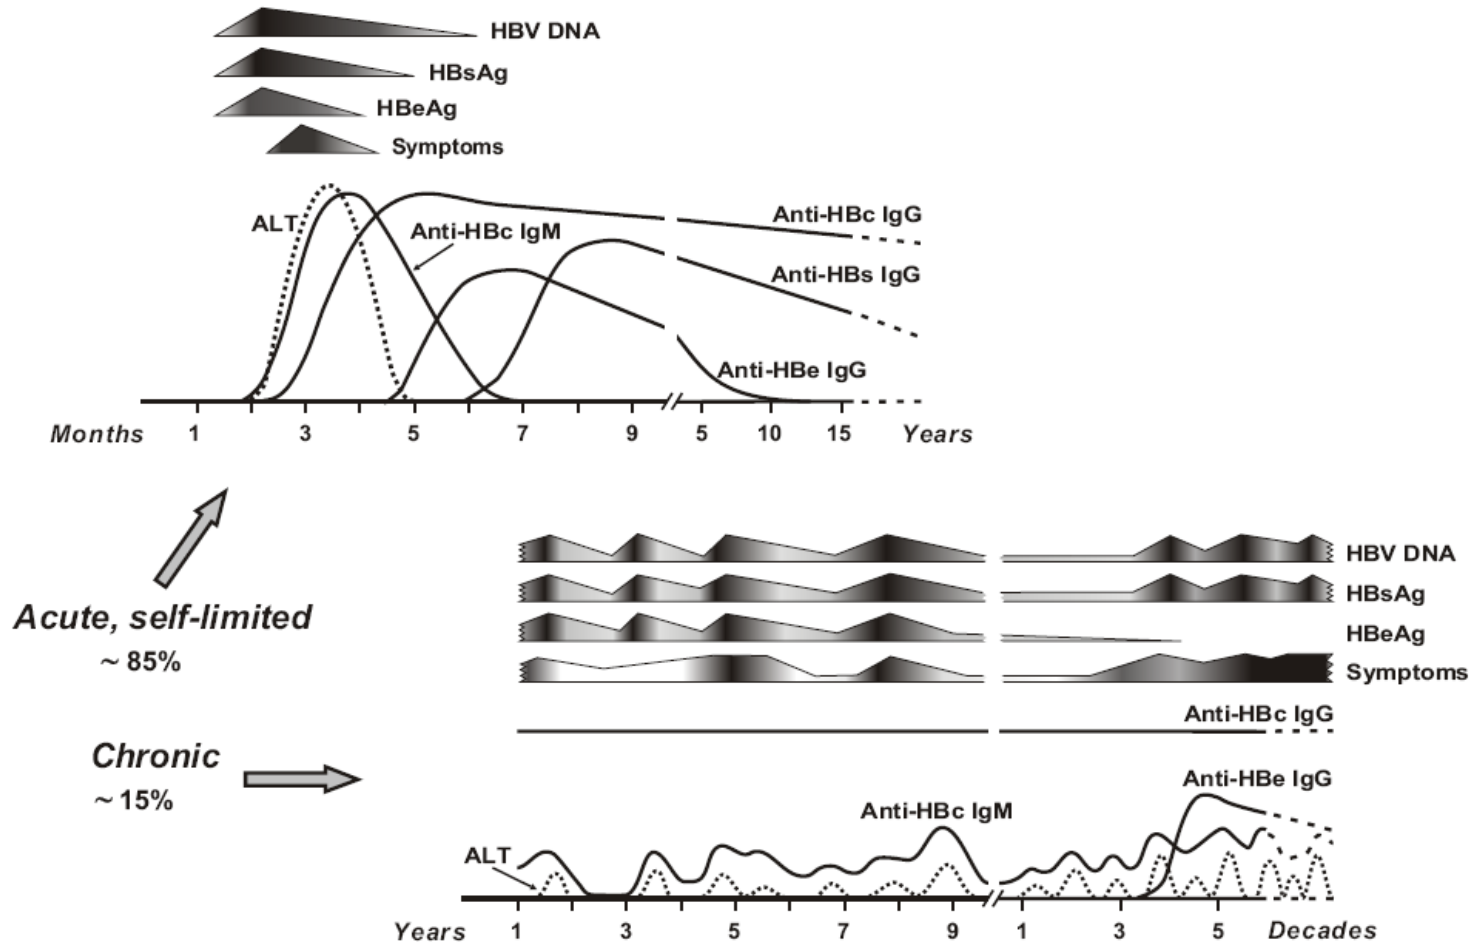 HBV DNA
HBsAg
HBeAg
Symptoms
ALT
Anti-HBc IgM
Anti-HBc IgG
Anti-HBs IgG
Anti-HBe IgG
Months 1 3 5 7 9 5 10 15 Years
Acute, self-limited
~ 85%
HBV DNA
HBsAg
HBeAg
Symptoms
Anti-HBc IgG
Chronic
~ 15%
Anti-HBe IgG
Anti-HBc IgM
ALT
Years 1 3 5 7 9 1 3 5 Decades